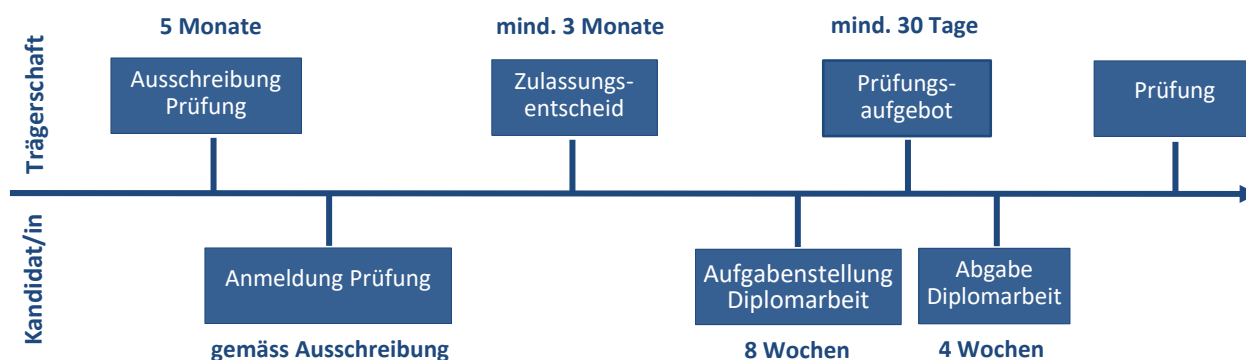 5 Monate
mind. 3 Monate
mind. 30 Tage
Trägerschaft
Ausschreibung
Prüfung
Zulassungs-
entscheid
Prüfungs-
aufgebot
Prüfung
Kandidat/in
Anmeldung Prüfung
Aufgabenstellung
Diplomarbeit
Abgabe
Diplomarbeit
gemäss Ausschreibung
8 Wochen
4 Wochen